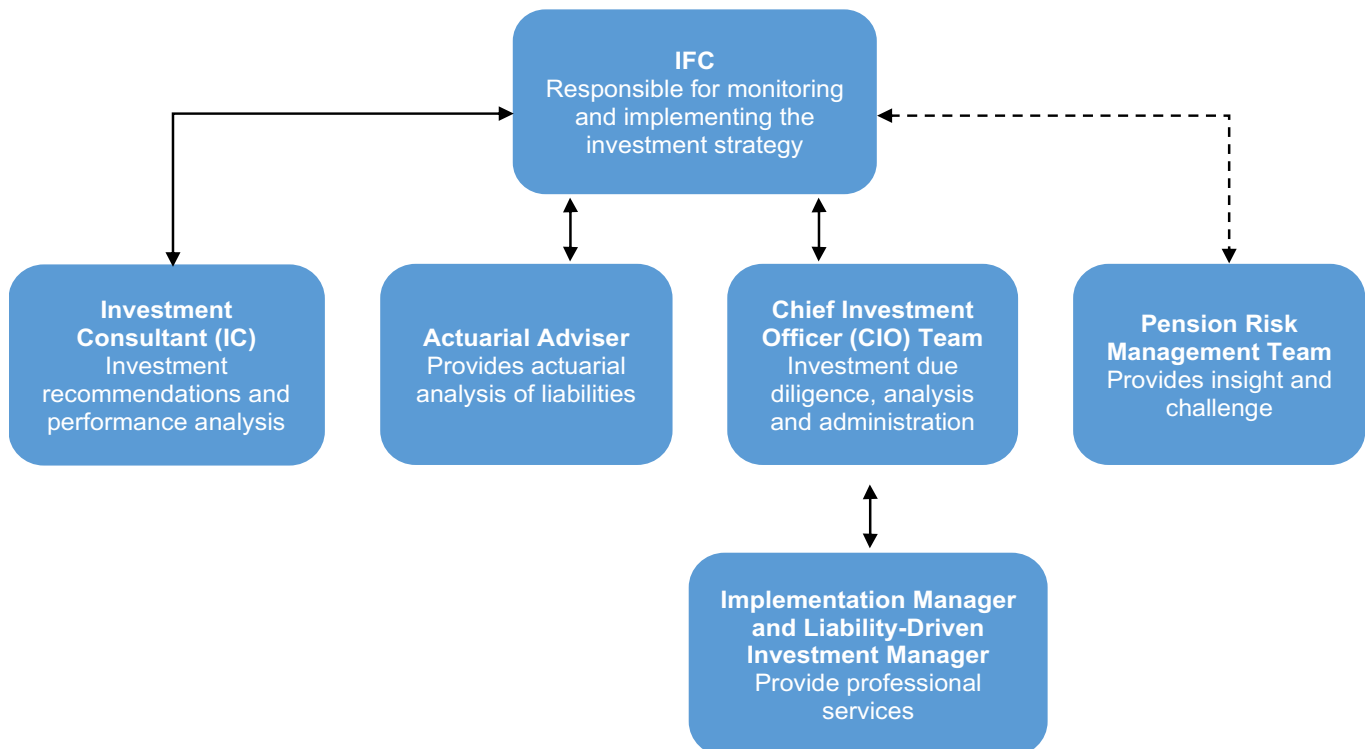 IFC
Responsible for monitoring
and implementing the
investment strategy
Investment
Consultant (IC)
Investment
recommendations and
performance analysis
Actuarial Adviser
Provides actuarial
analysis of liabilities
Chief Investment
Officer (CIO) Team
Investment due
diligence, analysis
and administration
Pension Risk
Management Team
Provides insight and
challenge
Implementation Manager
and Liability-Driven
Investment Manager
Provide professional
services